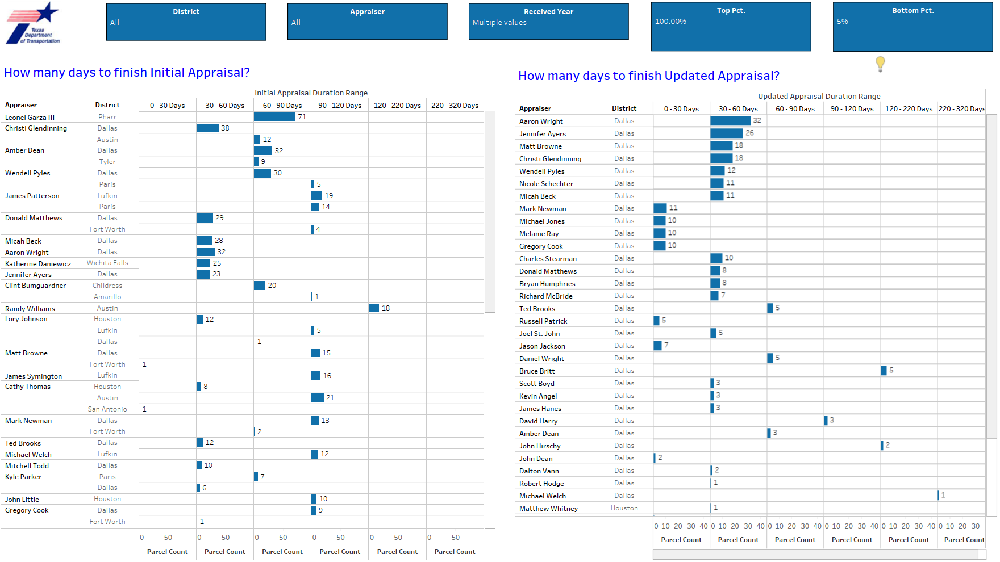 Texas
Department
of Transportation
District
All
Appraiser
All
Received Year
Multiple values
Top Pct.
100.00%
Bottom Pct.
5%
How many days to finish Initial Appraisal?
Initial Appraisal Duration Range
Appraiser District 0 - 30 Days 30 - 60 Days 60 - 90 Days 90 - 120 Days 120 - 220 Days 220 - 320 Days
Leonel Garza III Pharr 71
Christi Glendinning Dallas 38
Austin 12
Amber Dean Dallas 32
Tyler 9
Wendell Pyles Dallas 30
Paris 5
James Patterson Lufkin 19
Paris 14
Donald Matthews Dallas 29
Fort Worth 4
Micah Beck Dallas 28
Aaron Wright Dallas 32
Katherine Daniewicz Wichita Falls 25
Jennifer Ayers Dallas 23
Clint Bumguardner Childress 20
Amarillo 1
Randy Williams Austin 18
Lory Johnson Houston 12
Lufkin 5
Dallas 1
Matt Browne Dallas 15
Fort Worth 1
James Symington Lufkin 16
Cathy Thomas Houston 8
Austin 21
San Antonio 1
Mark Newman Dallas 13
Fort Worth 2
Ted Brooks Dallas 12
Michael Welch Lufkin 12
Mitchell Todd Dallas 10
Kyle Parker Paris 7
Dallas 6
John Little Houston 10
Gregory Cook Dallas 9
Fort Worth 1
0 50 0 50 0 50 0 50 0 50 0 50
Parcel Count Parcel Count Parcel Count Parcel Count Parcel Count Parcel Count
How many days to finish Updated Appraisal?
Updated Appraisal Duration Range
Appraiser District 0 - 30 Days 30 - 60 Days 60 - 90 Days 90 - 120 Days 120 - 220 Days 220 - 320 Days
Aaron Wright Dallas 32
Jennifer Ayers Dallas 26
Matt Browne Dallas 18
Christi Glendinning Dallas 18
Wendell Pyles Dallas 12
Nicole Schechter Dallas 11
Micah Beck Dallas 11
Mark Newman Dallas 11
Michael Jones Dallas 10
Melanie Ray Dallas 10
Gregory Cook Dallas 10
Charles Stearman Dallas 10
Donald Matthews Dallas 8
Bryan Humphries Dallas 8
Richard McBride Dallas 7
Ted Brooks Dallas 5
Russell Patrick Dallas 5
Joel St. John Dallas 5
Jason Jackson Dallas 7
Daniel Wright Dallas 5
Bruce Britt Dallas 5
Scott Boyd Dallas 3
Kevin Angel Dallas 3
James Hanes Dallas 3
David Harry Dallas 3
Amber Dean Dallas 3
John Hirschy Dallas 2
John Dean Dallas 2
Dalton Vann Dallas 2
Robert Hodge Dallas 1
Michael Welch Dallas 1
Matthew Whitney Houston 1
0 10 20 30 40 0 10 20 30 40 0 10 20 30 40 0 10 20 30 40 0 10 20 30 40 0 10 20 30
Parcel Count Parcel Count Parcel Count Parcel Count Parcel Count Parcel Count